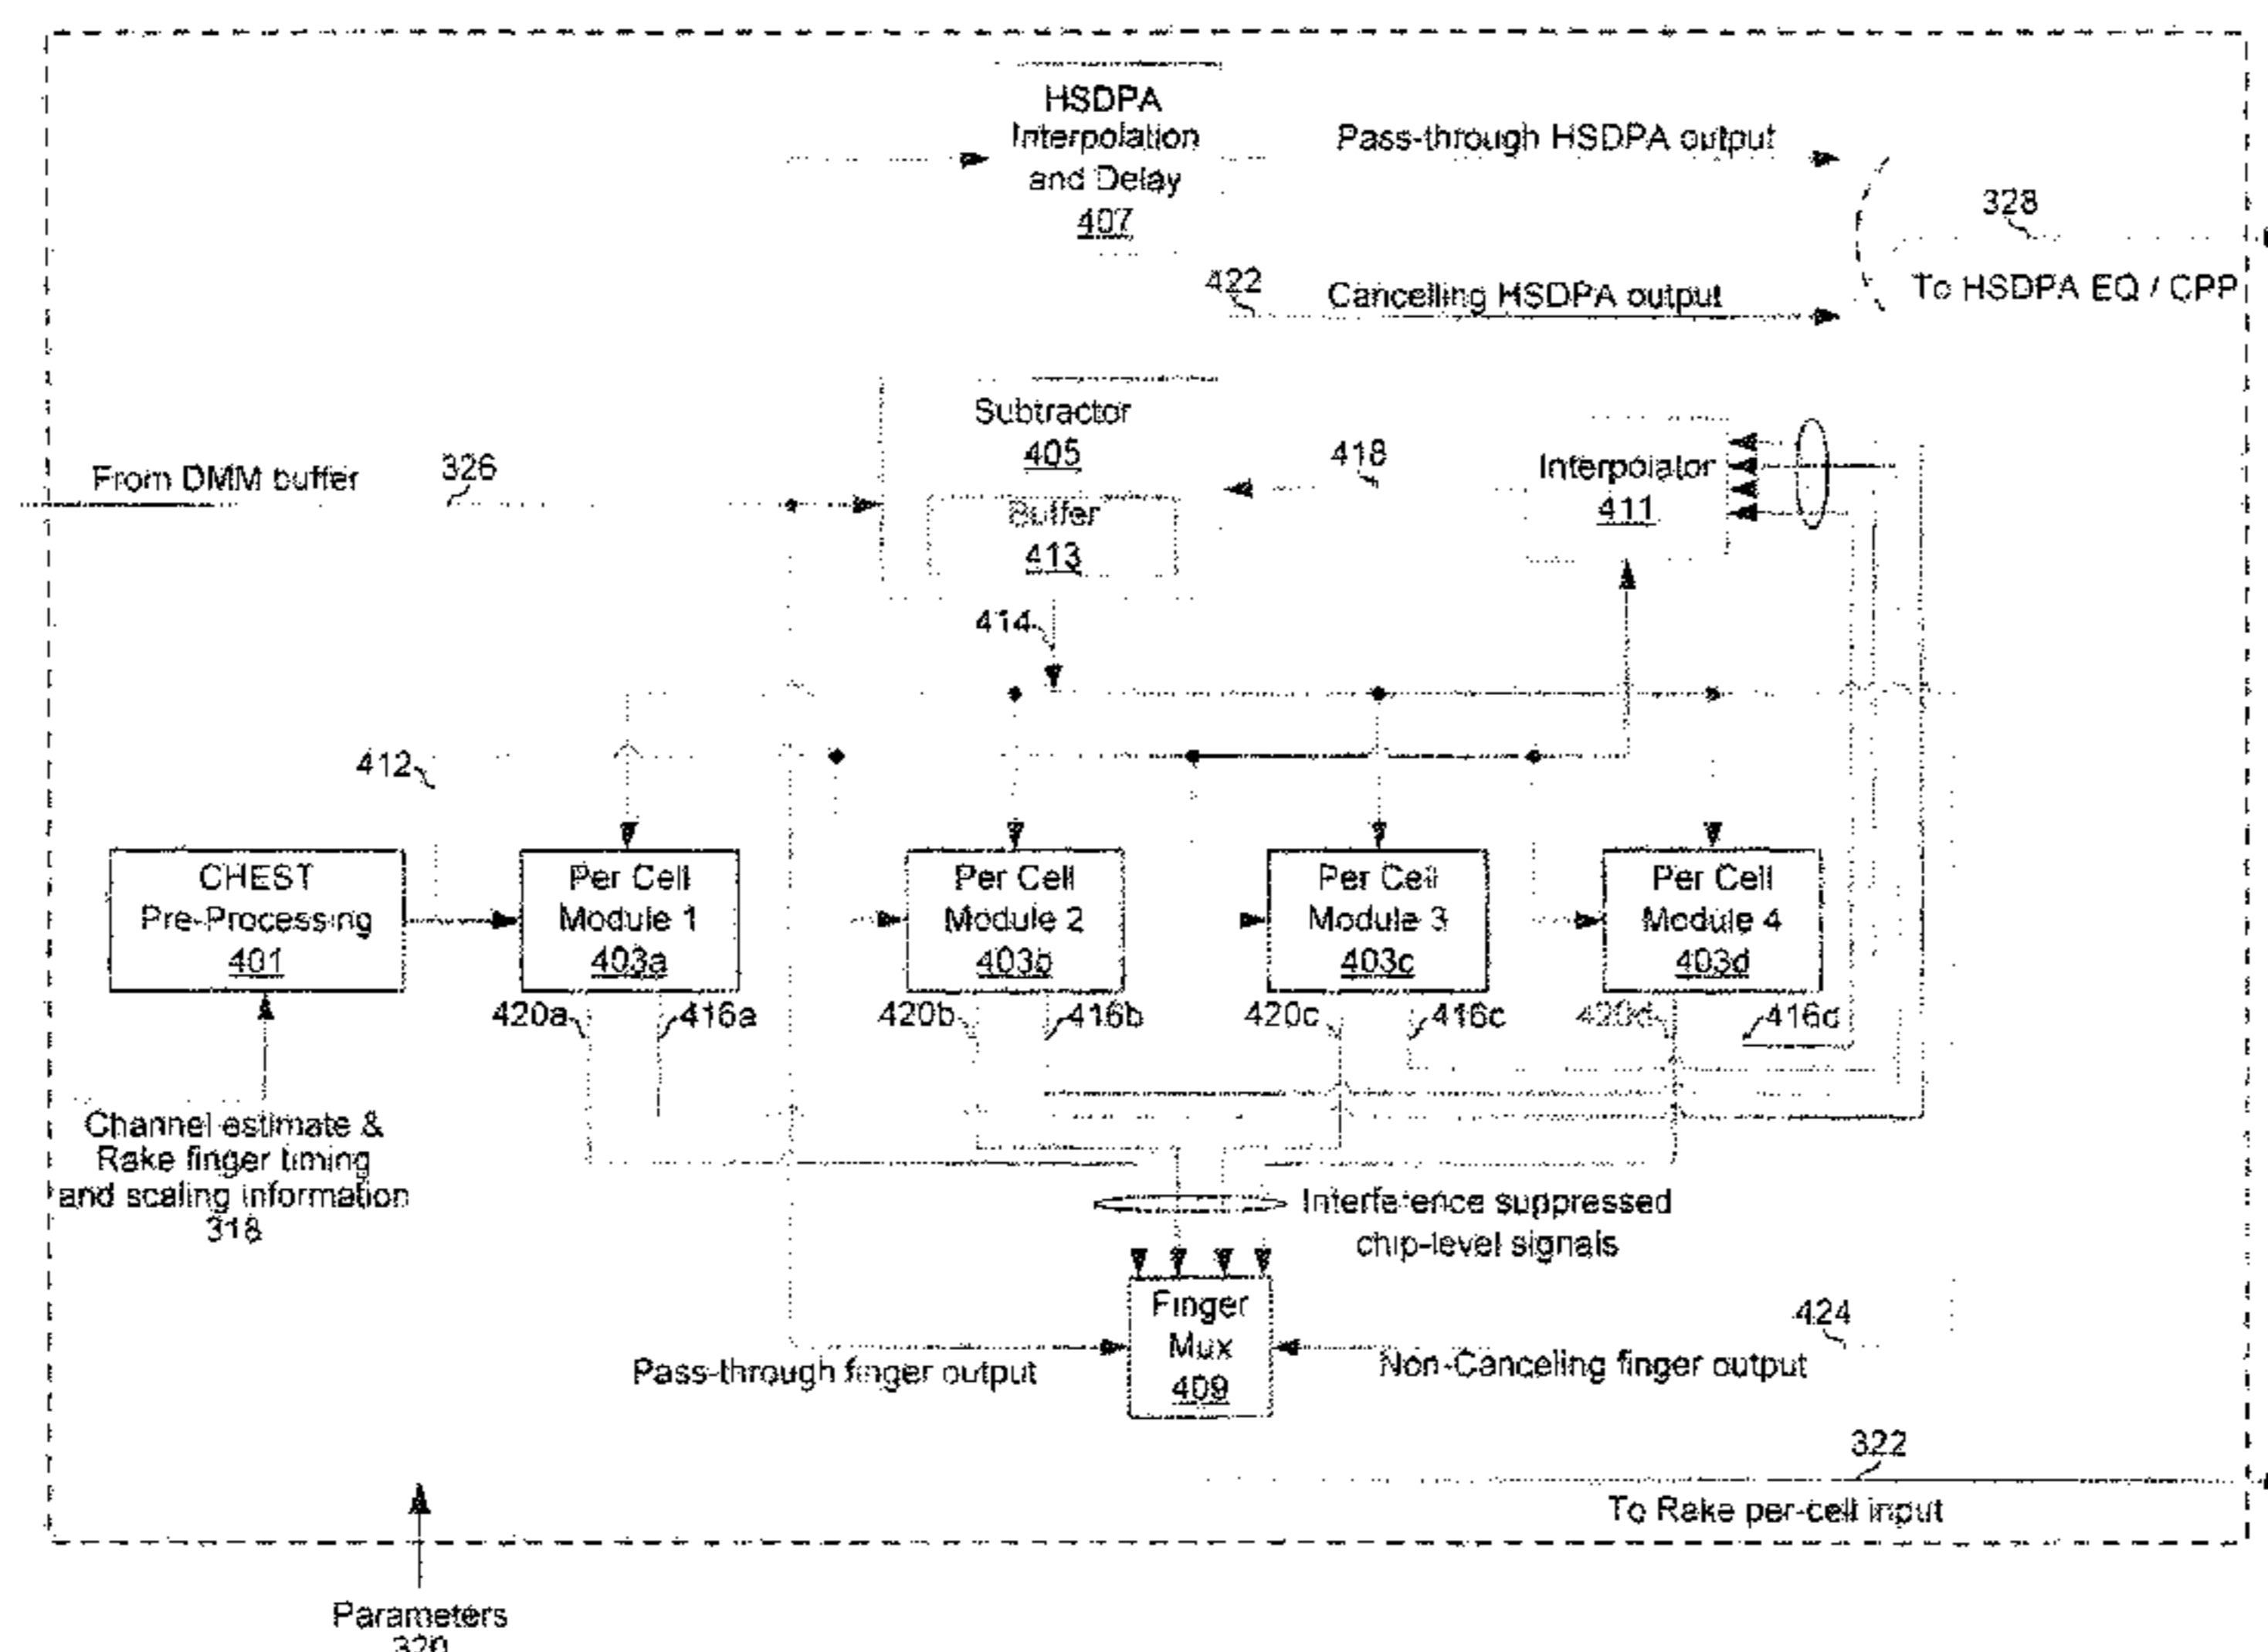 HSDPA
Interpolation
and Delay
407
Pass-through HSDPA output
328
422
Cancelling HSDPA output
To HSDPA EQ / CPP
Subtractor
405
418
Interpolator
411
From DMM buffer
326
Buffer
413
414
412
CHEST
Pre-Processing
401
Per Cell
Module 1
403a
Per Cell
Module 2
403b
Per Cell
Module 3
403c
Per Cell
Module 4
403d
420a
416a
420b
416b
420c
416c
420d
416d
Channel estimate &
Rake finger timing
and scaling information
318
Interference suppressed
chip-level signals
Finger
Mux
409
424
Pass-through finger output
Non-Canceling finger output
322
To Rake per-cell input
Parameters
320